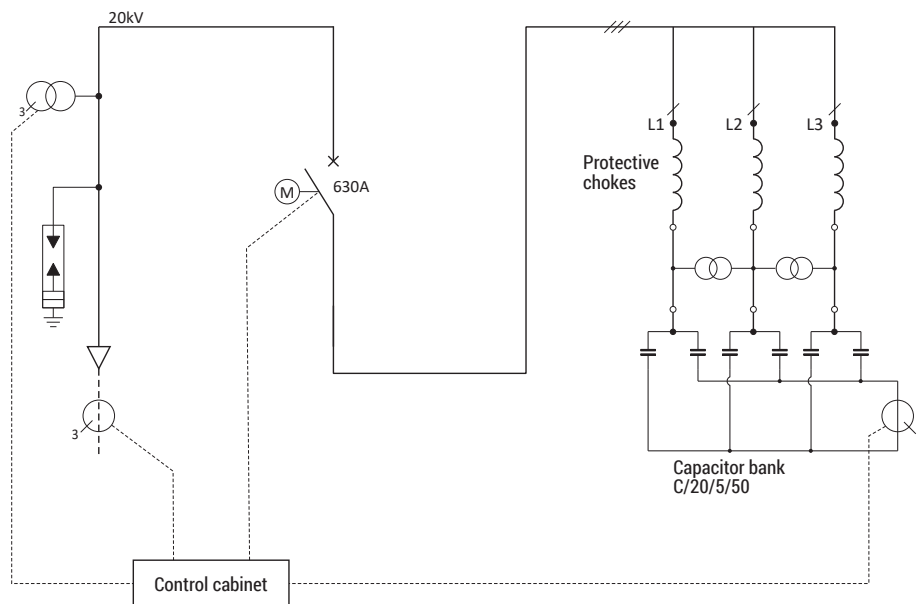 20kV
3
L1
L2
L3
Protective
chokes
M
630A
3
Capacitor bank
C/20/5/50
Control cabinet